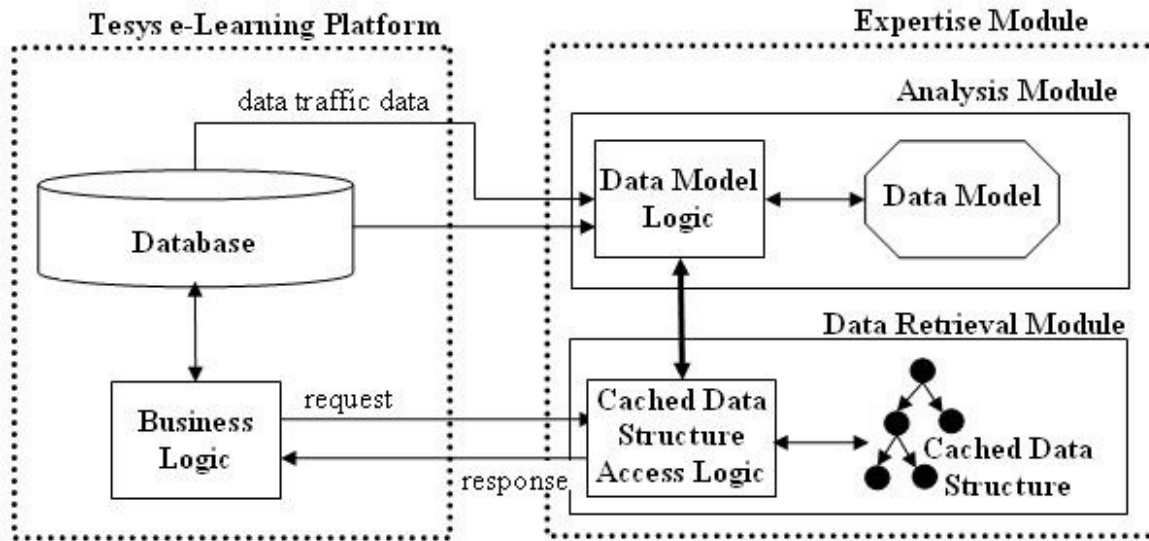 Tesys e-Learning Platform
Expertise Module
data traffic data
Analysis Module
Data Model
Logic
Data Model
Database
Data Retrieval Module
Business
Logic
request
response
Cached Data
Structure
Access Logic
Cached Data
Structure